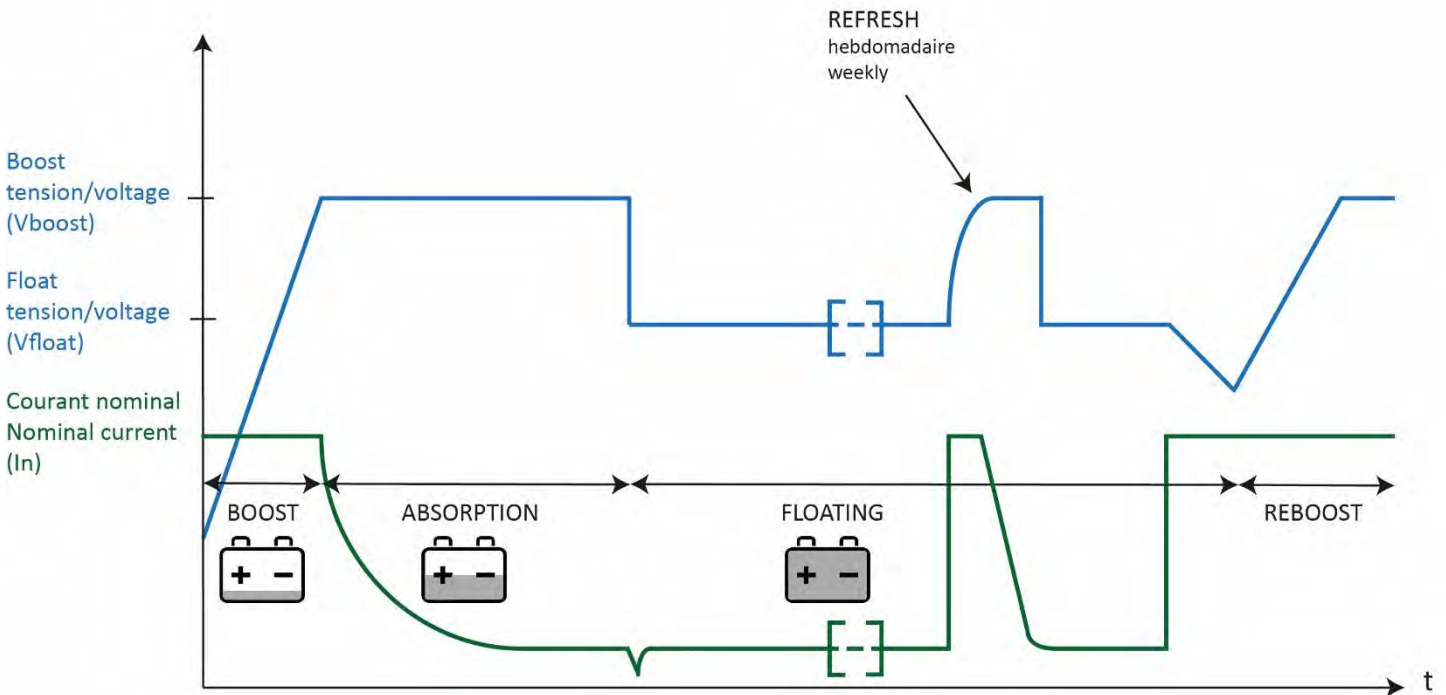 REFRESH
hebdomadaire
weekly
Boost
tension/voltage
(Vboost)
Float
tension/voltage
(Vfloat)
Courant nominal
Nominal current
(In)
BOOST
ABSORPTION
FLOATING
REBOOST
+ −
+ −
+ −
t